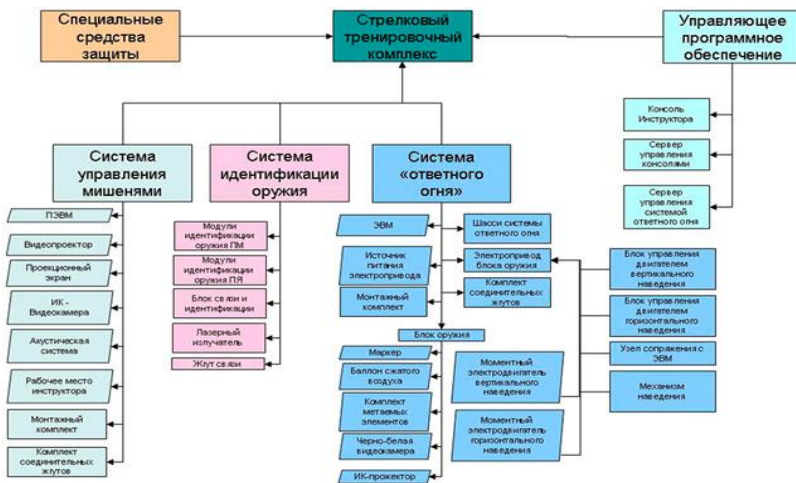 Специальные
средства
защиты
Стрелковый
тренировочный
комплекс
Управляющее
программное
обеспечение
Консоль
Инструктора
Сервер
управления
консолями
Сервер
управления
системой
ответного огня
Система
управления
мишенями
Система
идентификации
оружия
Система
«ответного
огня»
ПЭВМ
Видеопроектор
Проекционный
экран
ИК -
Видеокамера
Акустическая
система
Рабочее место
инструктора
Монтажный
комплект
Комплект
соединительных
жгутов
Модули
идентификации
оружия ПМ
Модули
идентификации
оружия ПЯ
Блок связи и
идентификации
Лазерный
излучатель
Жгут связи
ЭВМ
Источник
питания
электропривода
Монтажный
комплект
Шасси системы
ответного огня
Электропривод
блока оружия
Комплект
соединительных
жгутов
Блок оружия
Маркер
Баллон сжатого
воздуха
Комплект
метаемых
элементов
Черно-белая
видеокамера
ИК-прожектор
Моментный
электродвигатель
вертикального
наведения
Моментный
электродвигатель
горизонтального
наведения
Блок управления
двигателем
вертикального
наведения
Блок управления
двигателем
горизонтального
наведения
Узел сопряжения с
ЭВМ
Механизм
наведения